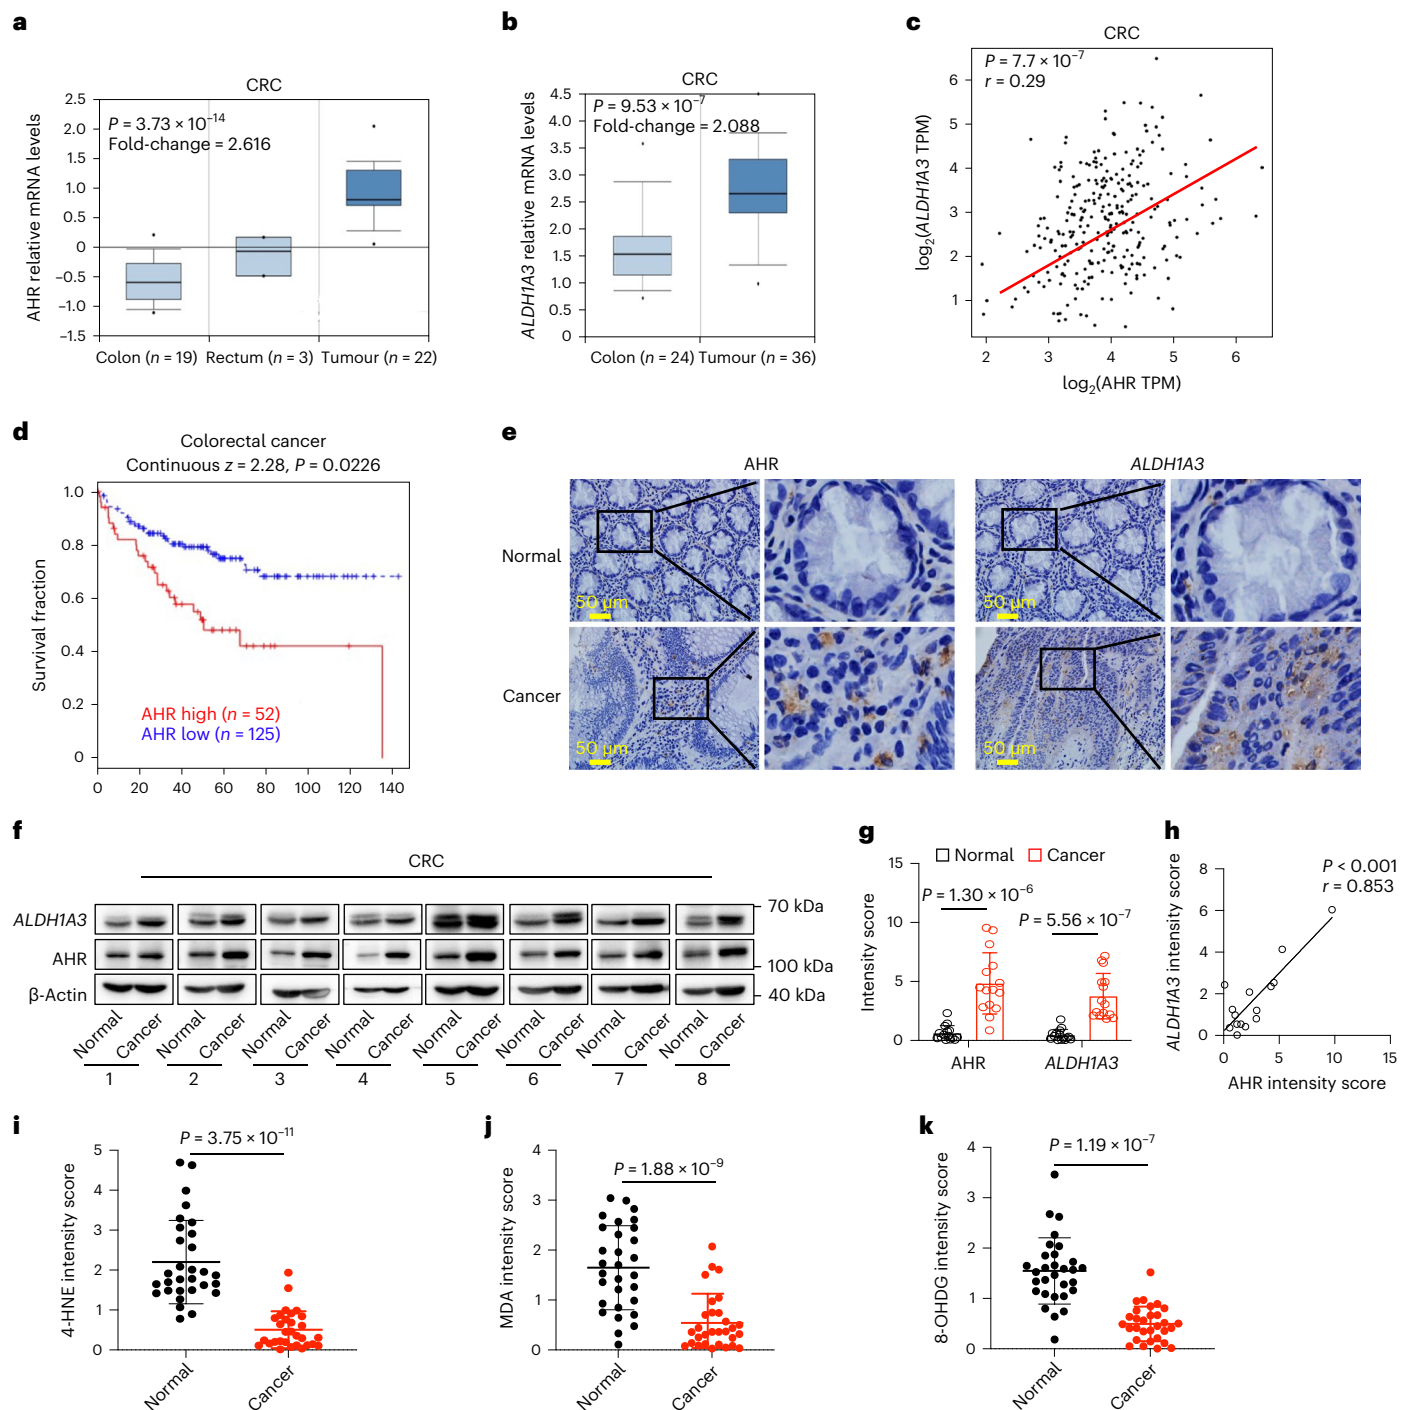 a
CRC
P = 3.73 × 10⁻¹⁴
Fold-change = 2.616
AHR relative mRNA levels
2.5
2.0
1.5
1.0
0.5
0
−0.5
−1.0
−1.5
Colon (n = 19) Rectum (n = 3) Tumour (n = 22)
b
CRC
P = 9.53 × 10⁻⁷
Fold-change = 2.088
ALDH1A3 relative mRNA levels
4.5
4.0
3.5
3.0
2.5
2.0
1.5
1.0
0.5
0
Colon (n = 24) Tumour (n = 36)
c
CRC
P = 7.7 × 10⁻⁷
r = 0.29
log₂(ALDH1A3 TPM)
6
5
4
3
2
1
2 3 4 5 6
log₂(AHR TPM)
d
Colorectal cancer
Continuous z = 2.28, P = 0.0226
Survival fraction
1.0
0.8
0.6
0.4
0.2
0
AHR high (n = 52)
AHR low (n = 125)
0 20 40 60 80 100 120 140
e
AHR ALDH1A3
Normal
50 µm 50 µm
Cancer
50 µm 50 µm
f
CRC
ALDH1A3
AHR
β-Actin
70 kDa
100 kDa
40 kDa
Normal Cancer Normal Cancer Normal Cancer Normal Cancer Normal Cancer Normal Cancer Normal Cancer Normal Cancer
1 2 3 4 5 6 7 8
g
Normal Cancer
P = 1.30 × 10⁻⁶
P = 5.56 × 10⁻⁷
Intensity score
15
10
5
0
AHR ALDH1A3
h
P < 0.001
r = 0.853
ALDH1A3 intensity score
8
6
4
2
0
0 5 10 15
AHR intensity score
i
P = 3.75 × 10⁻¹¹
4-HNE intensity score
5
4
3
2
1
0
Normal Cancer
j
P = 1.88 × 10⁻⁹
MDA intensity score
4
3
2
1
0
Normal Cancer
k
P = 1.19 × 10⁻⁷
8-OHDG intensity score
4
3
2
1
0
Normal Cancer